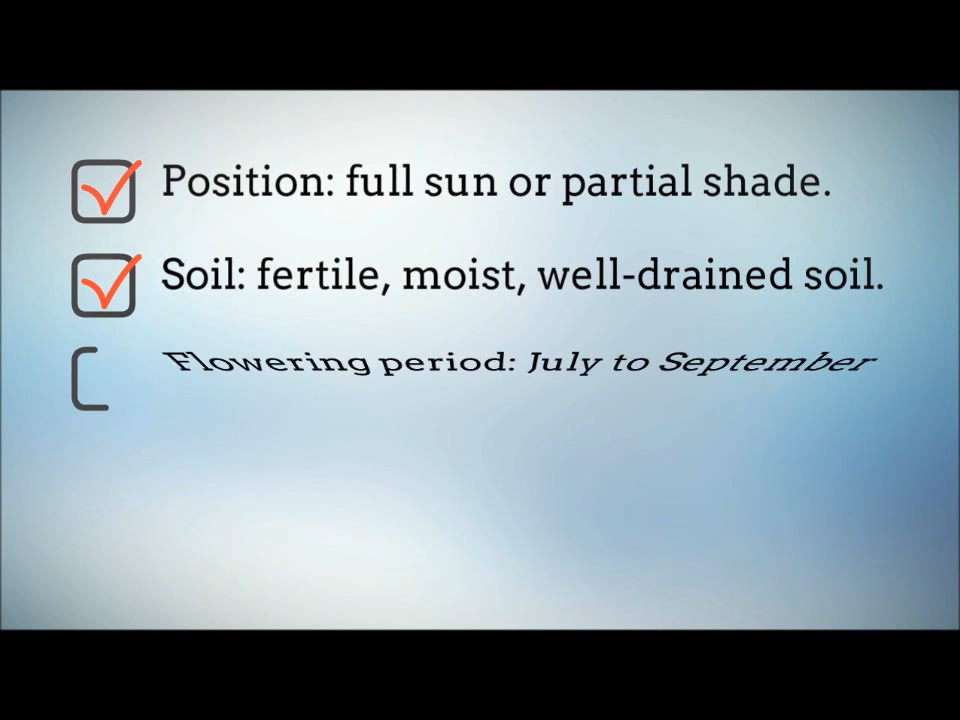 Position: full sun or partial shade.
Soil: fertile, moist, well-drained soil.
Flowering period: July to September